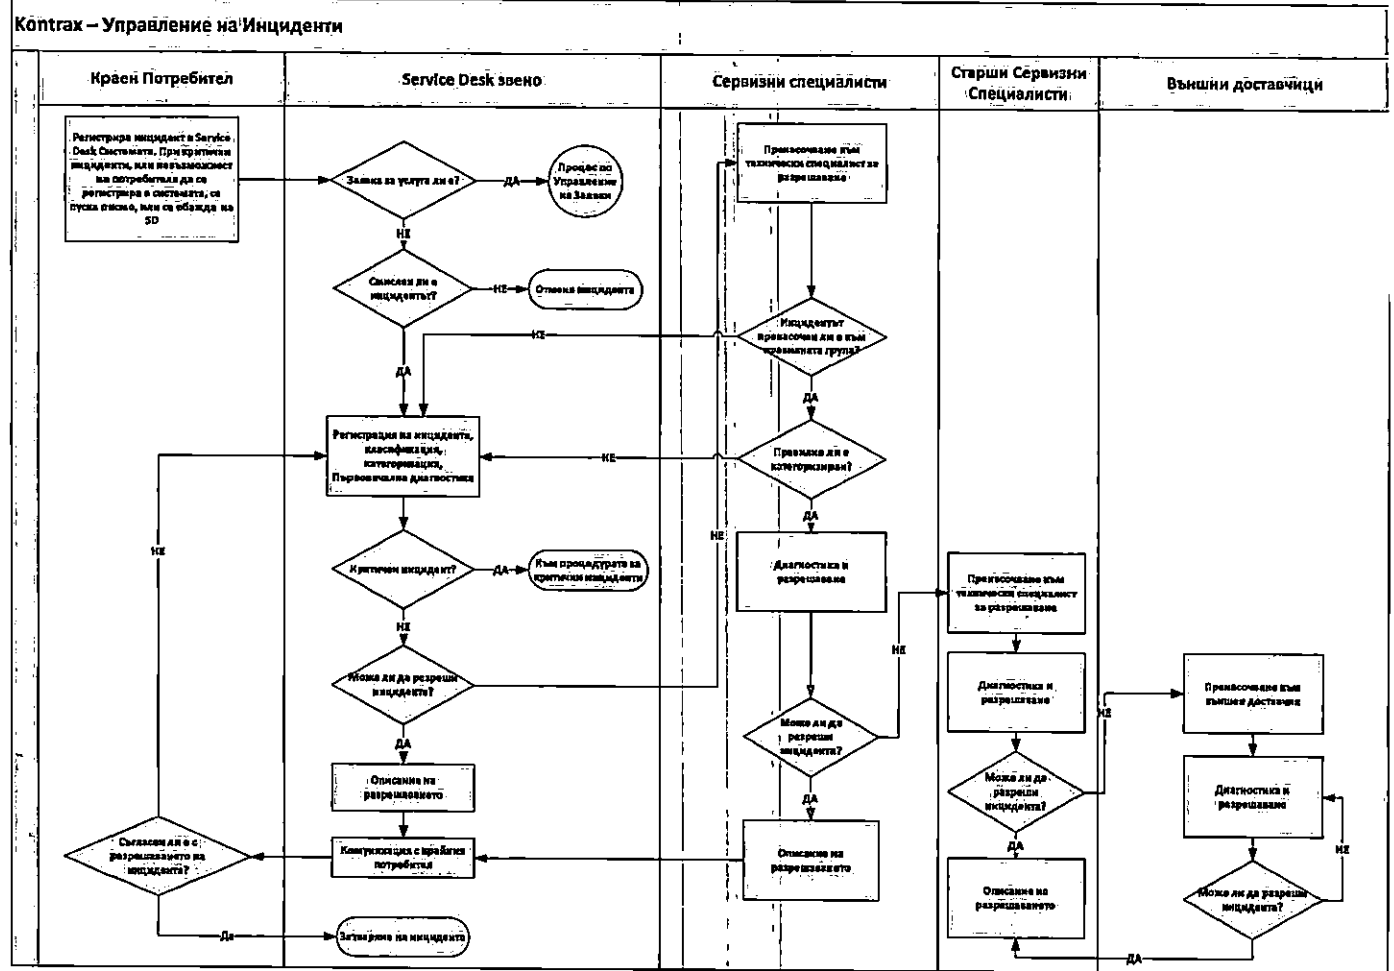 Kontrax – Управление на Инциденти
Краен Потребител
Service Desk звено
Сервизни специалисти
Старши Сервизни
Специалисти
Външни доставчици
Регистрира инцидент в Service
Desk Системата, При критичен
инциденти, или невъзможност
на потребителя да се
регистрира в системата, се
пуска писмо, или се обажда на
SD
Заявка за услуга ли е?
ДА
Процес по
Управление
на Заявки
НЕ
Смислен ли е
инцидентът?
НЕ
Отмяна инцидента
ДА
Регистрация на инцидента,
класификация,
категоризация,
Първоначална диагностика
Критичен инцидент?
ДА
Към процедурата за
критични инциденти
НЕ
Може ли да разреши
инцидента?
НЕ
ДА
Описание на
разрешаването
Комуникация с крайния
потребител
Съгласен ли е с
разрешаването на
инцидента?
НЕ
Да
Затваряне на инцидента
Пренасочване към
технически специалист за
разрешаване
Инцидентът
пренасочен ли е към
правилната група?
НЕ
ДА
Правилно ли е
категоризиран?
НЕ
ДА
Диагностика и
разрешаване
Може ли да
разреши
инцидента?
НЕ
ДА
Описание на
разрешаването
Пренасочване към
технически специалист
за разрешаване
Диагностика и
разрешаване
Може ли да
разреши
инцидента?
НЕ
ДА
Описание на
разрешаването
Пренасочване към
външен доставчик
Диагностика и
разрешаване
Може ли да разреши
инцидента?
НЕ
ДА